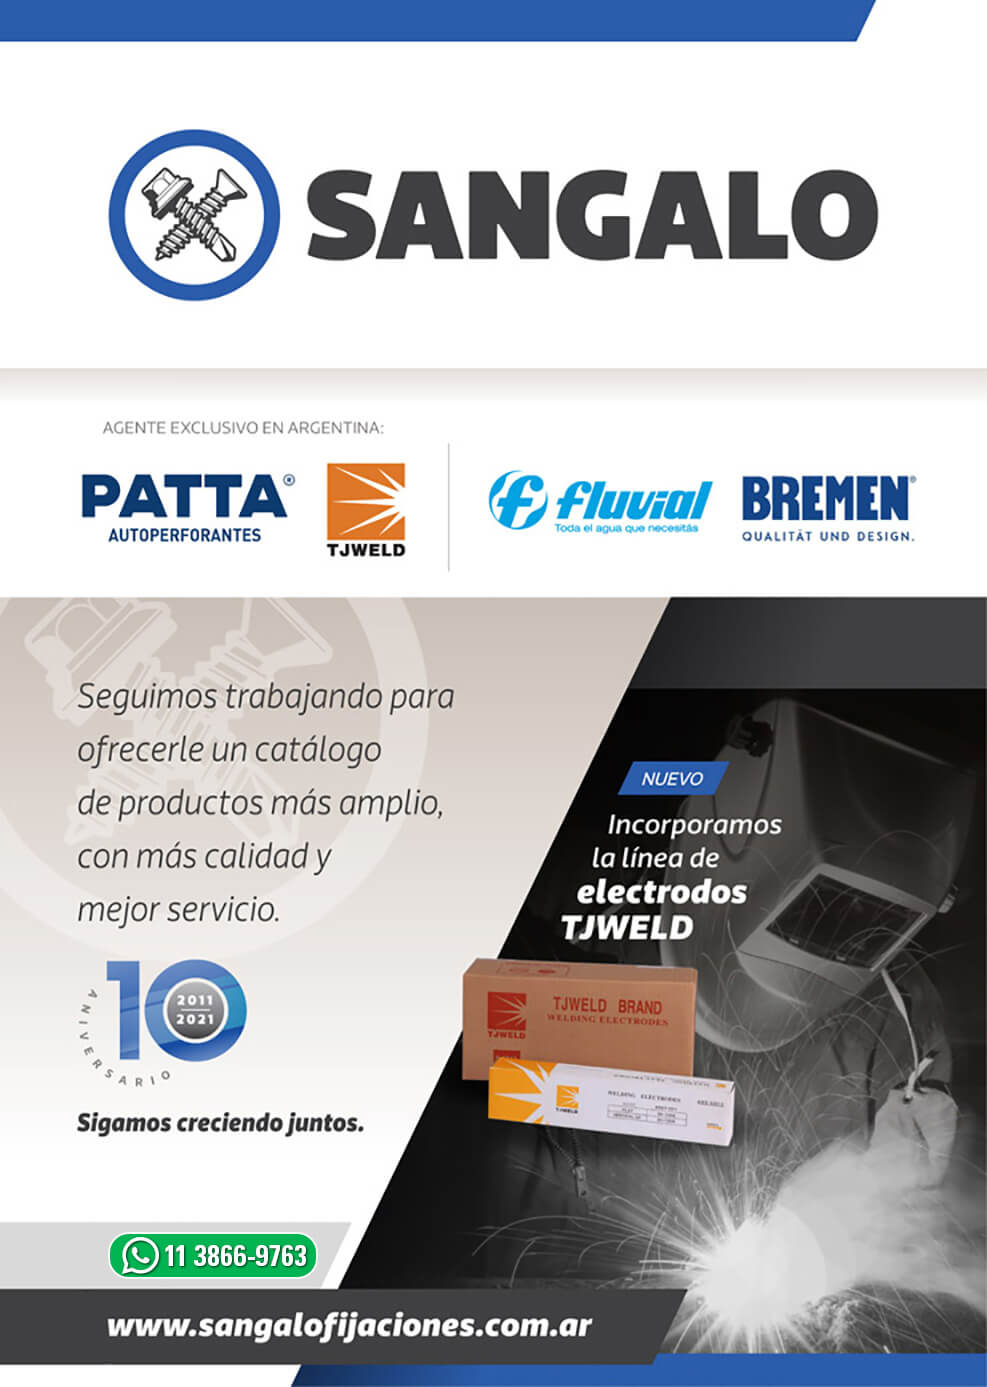 SANGALO
AGENTE EXCLUSIVO EN ARGENTINA:
PATTA®
AUTOPERFORANTES
TJWELD
fluvial
Toda el agua que necesitás
BREMEN®
QUALITÄT UND DESIGN.
Seguimos trabajando para
ofrecerle un catálogo
de productos más amplio,
con más calidad y
mejor servicio.
10
2011
2021
ANIVERSARIO
Sigamos creciendo juntos.
NUEVO
Incorporamos
la línea de
electrodos
TJWELD
TJWELD BRAND
WELDING ELECTRODES
TJWELD
WELDING ELECTRODES
TJWELD
11 3866-9763
www.sangalofijaciones.com.ar